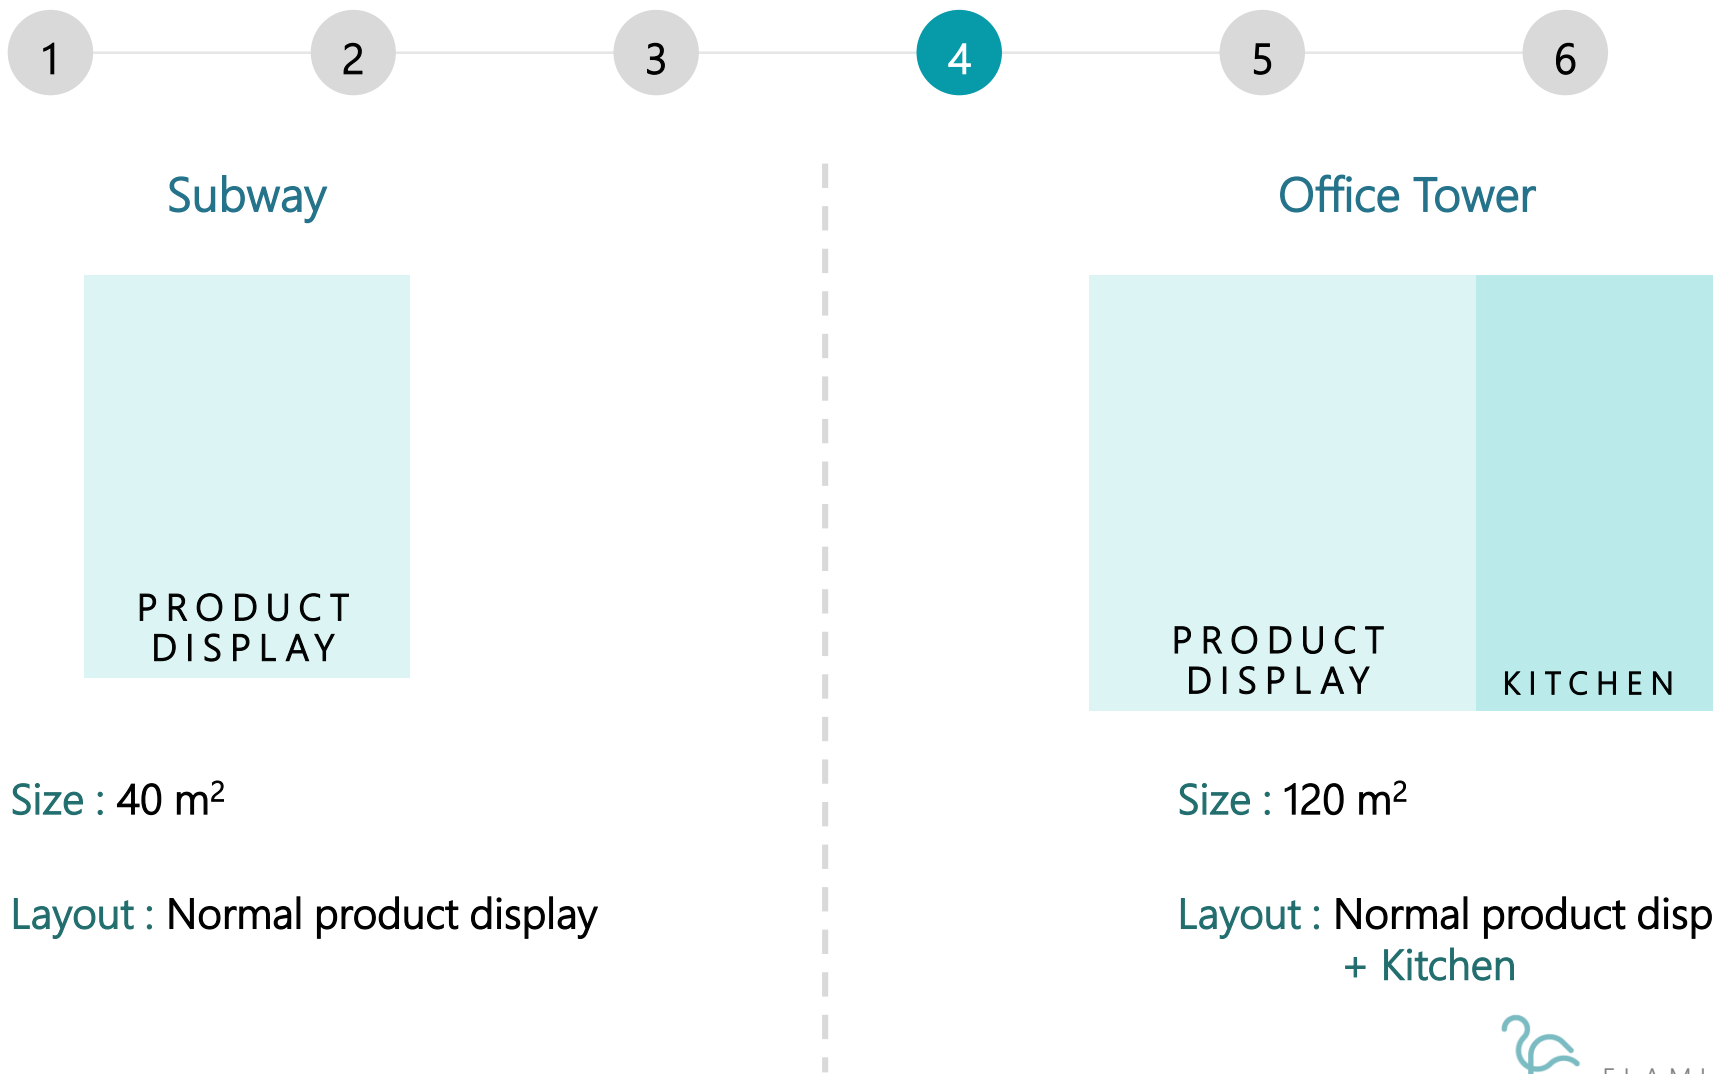 1 2 3 4 5 6
Subway
PRODUCT
DISPLAY
Size : 40 m²
Layout : Normal product display
Office Tower
PRODUCT
DISPLAY
KITCHEN
Size : 120 m²
Layout : Normal product disp
+ Kitchen